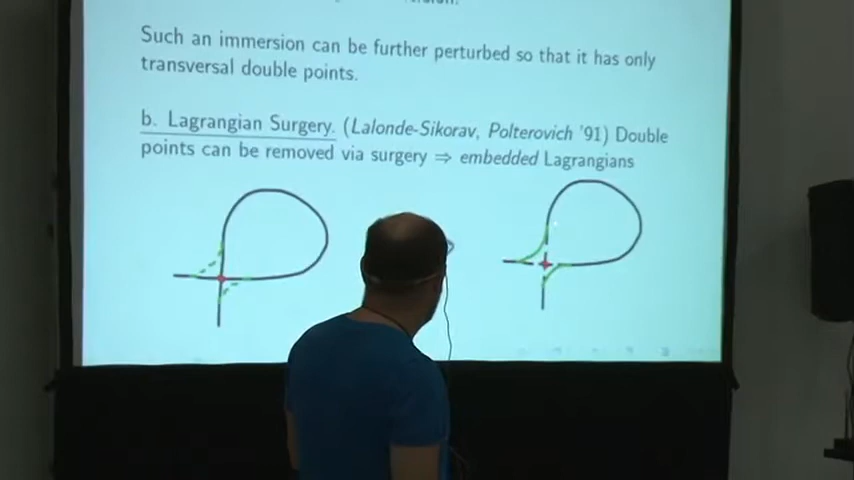 Such an immersion can be further perturbed so that it has only
transversal double points.
b. Lagrangian Surgery. (Lalonde-Sikorav, Polterovich '91) Double
points can be removed via surgery ⇒ embedded Lagrangians